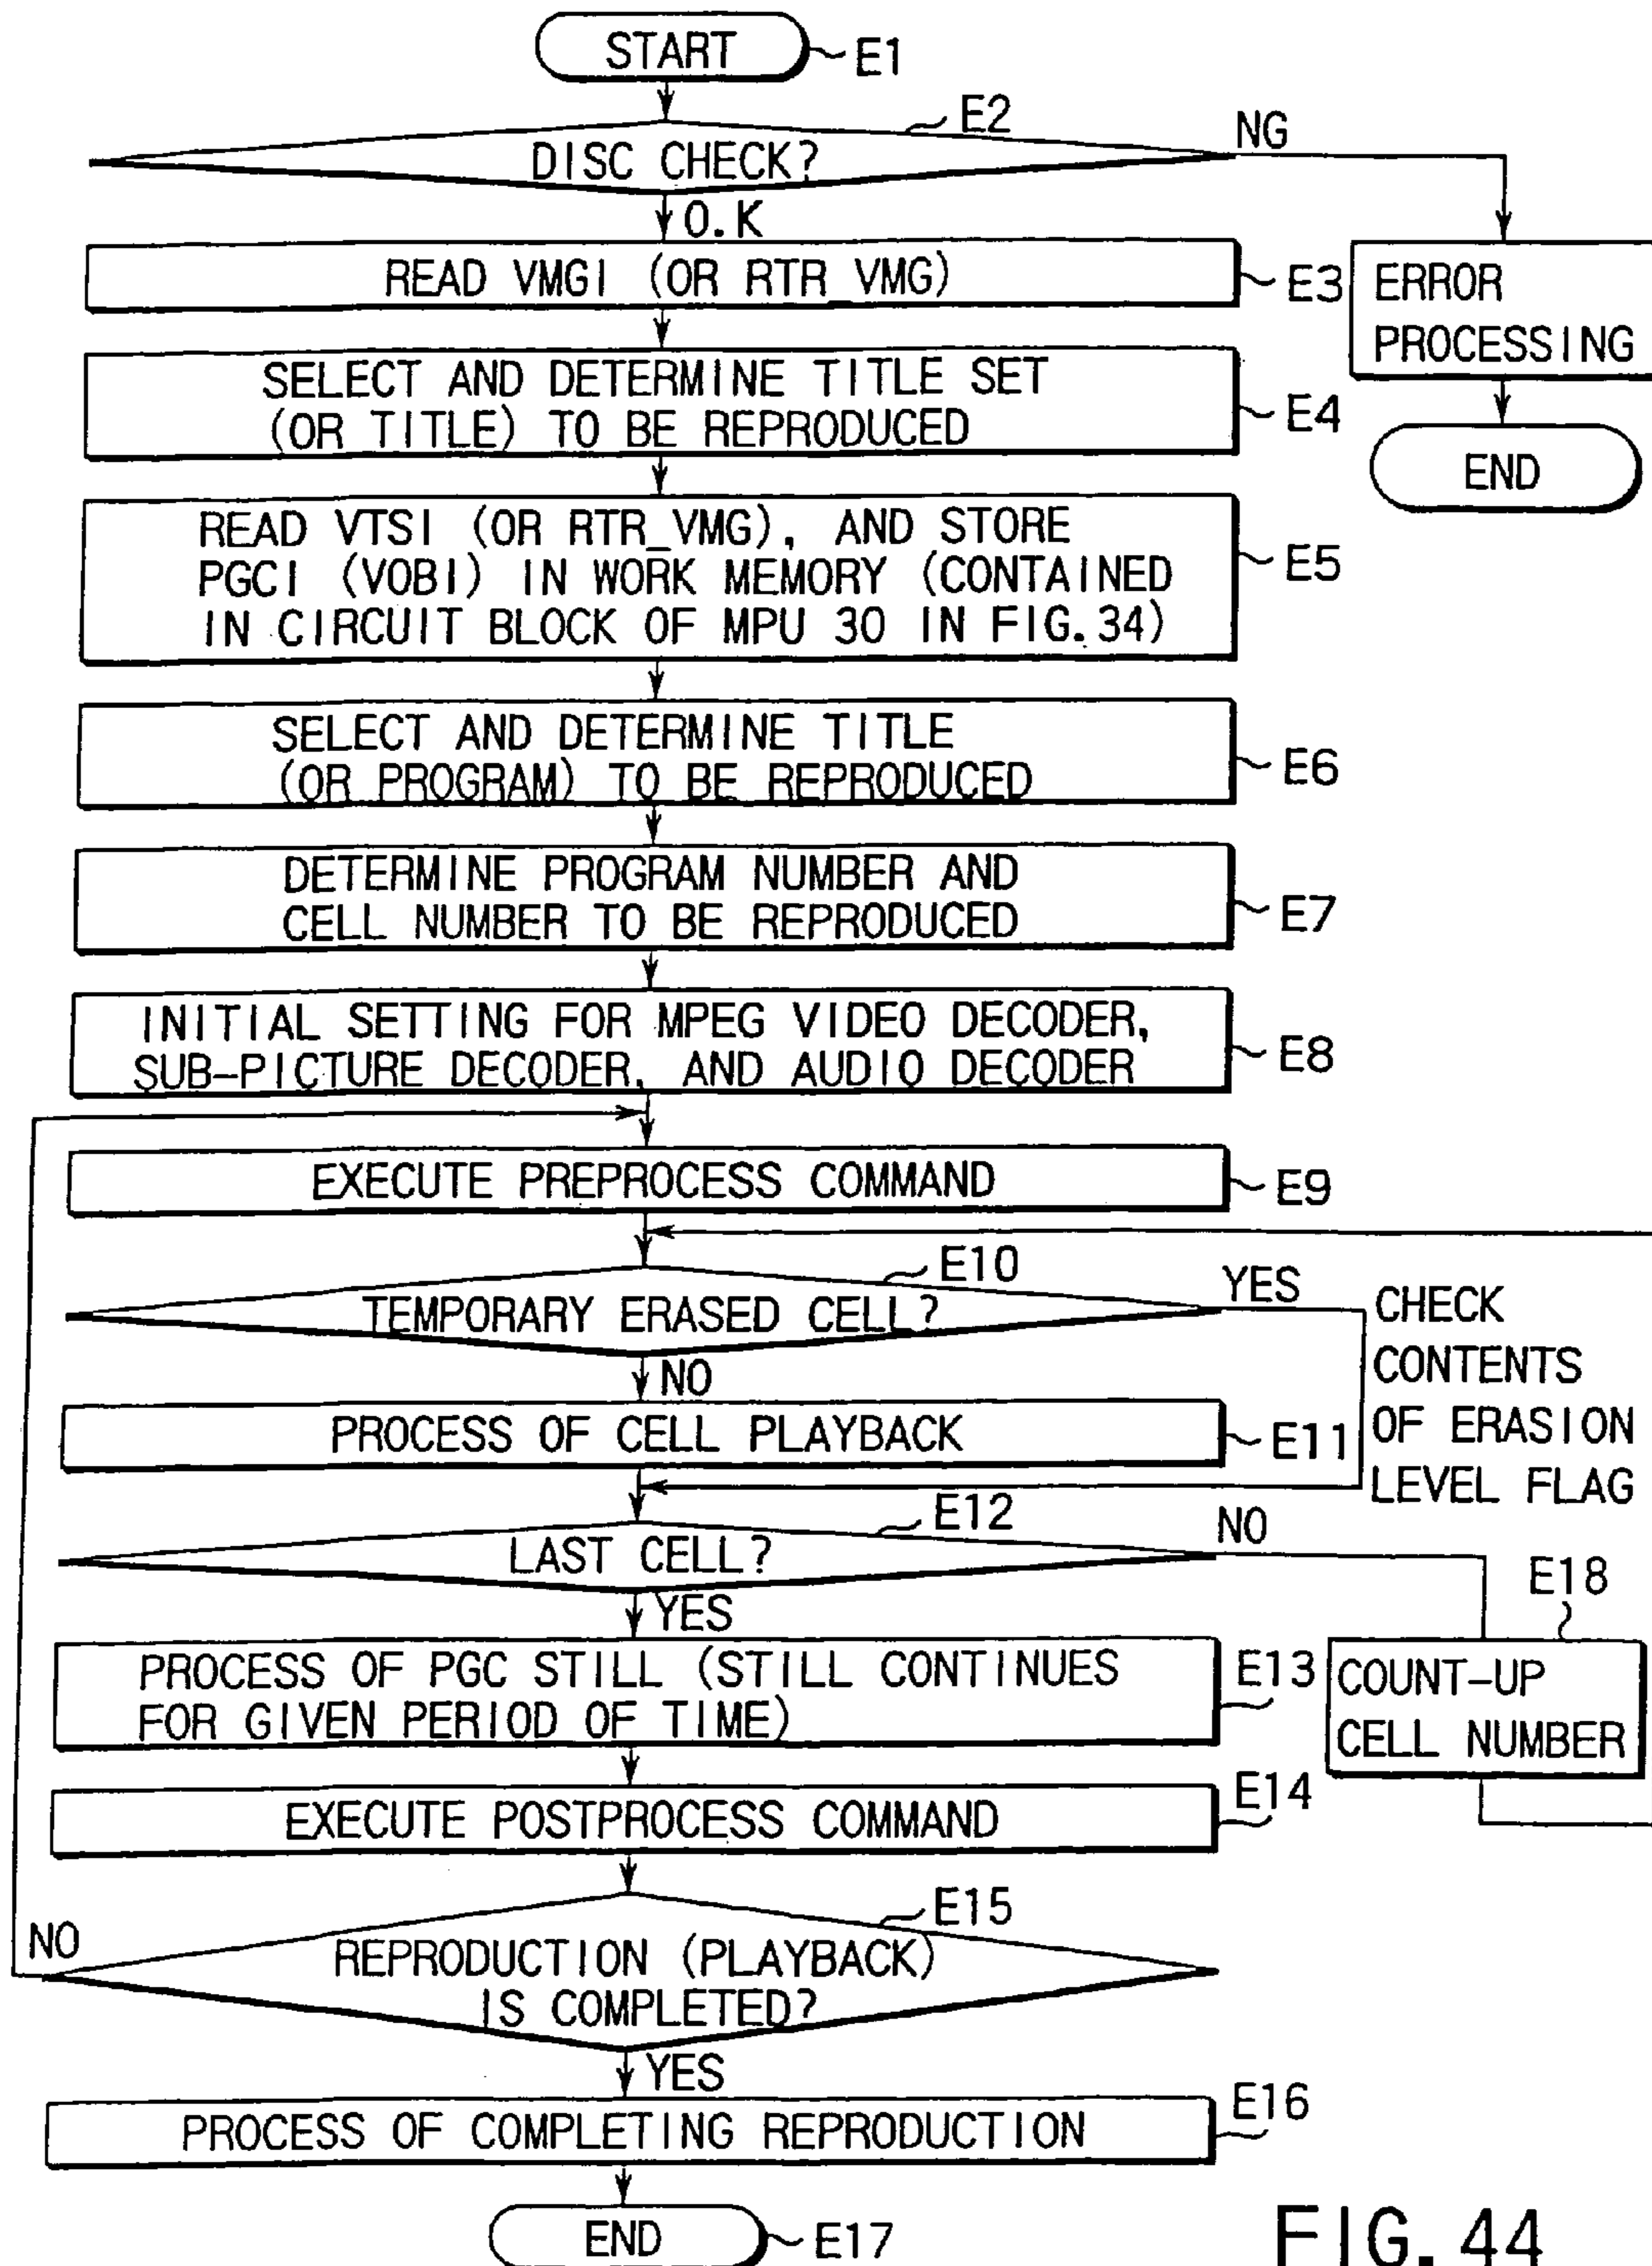 START
E1
E2
DISC CHECK?
NG
O.K
READ VMGI (OR RTR_VMG)
E3
ERROR
PROCESSING
END
SELECT AND DETERMINE TITLE SET
(OR TITLE) TO BE REPRODUCED
E4
READ VTSI (OR RTR_VMG), AND STORE
PGCI (VOBI) IN WORK MEMORY (CONTAINED
IN CIRCUIT BLOCK OF MPU 30 IN FIG.34)
E5
SELECT AND DETERMINE TITLE
(OR PROGRAM) TO BE REPRODUCED
E6
DETERMINE PROGRAM NUMBER AND
CELL NUMBER TO BE REPRODUCED
E7
INITIAL SETTING FOR MPEG VIDEO DECODER,
SUB-PICTURE DECODER, AND AUDIO DECODER
E8
EXECUTE PREPROCESS COMMAND
E9
E10
TEMPORARY ERASED CELL?
YES
NO
CHECK
CONTENTS
OF ERASION
LEVEL FLAG
PROCESS OF CELL PLAYBACK
E11
E12
LAST CELL?
NO
YES
E18
COUNT-UP
CELL NUMBER
PROCESS OF PGC STILL (STILL CONTINUES
FOR GIVEN PERIOD OF TIME)
E13
EXECUTE POSTPROCESS COMMAND
E14
E15
NO
REPRODUCTION (PLAYBACK)
IS COMPLETED?
YES
PROCESS OF COMPLETING REPRODUCTION
E16
END
E17
FIG. 44